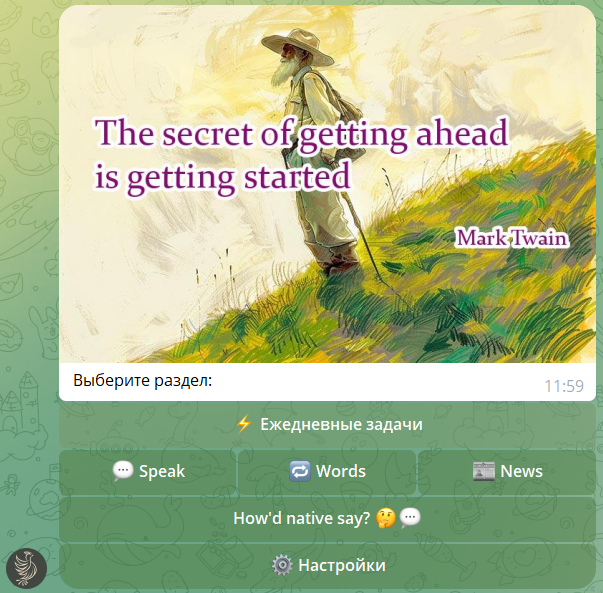 The secret of getting ahead
is getting started
Mark Twain
Выберите раздел:
11:59
⚡ Ежедневные задачи
💬 Speak
🔁 Words
📰 News
How'd native say? 🤔💬
⚙️ Настройки